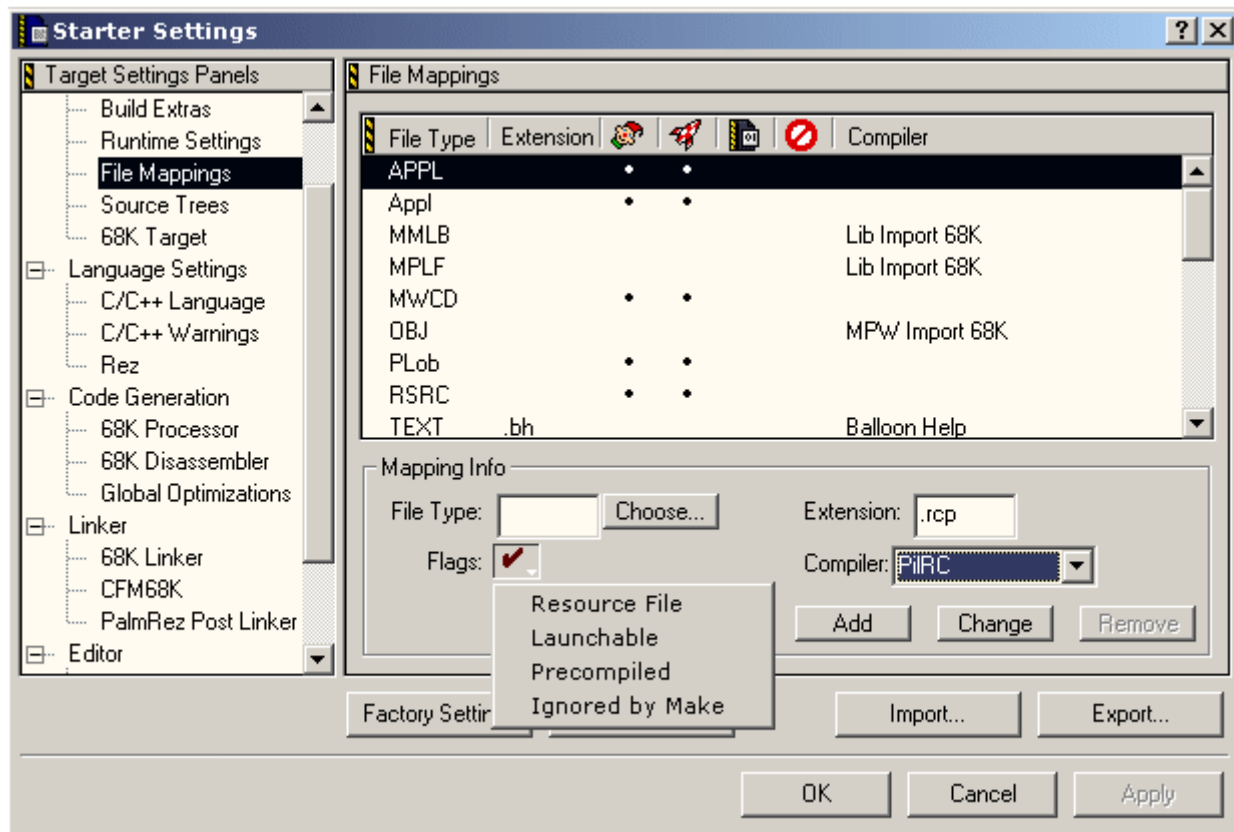 Starter Settings
Target Settings Panels
Build Extras
Runtime Settings
File Mappings
Source Trees
68K Target
Language Settings
C/C++ Language
C/C++ Warnings
Rez
Code Generation
68K Processor
68K Disassembler
Global Optimizations
Linker
68K Linker
CFM68K
PalmRez Post Linker
Editor
File Mappings
File Type Extension Compiler
APPL
Appl
MMLB Lib Import 68K
MPLF Lib Import 68K
MWCD
OBJ MPW Import 68K
PLob
RSRC
TEXT .bh Balloon Help
Mapping Info
File Type: Choose... Extension: .rcp
Flags: Compiler: PilRC
Resource File
Launchable
Precompiled
Ignored by Make
Add Change Remove
Factory Settin
Import... Export...
OK Cancel Apply